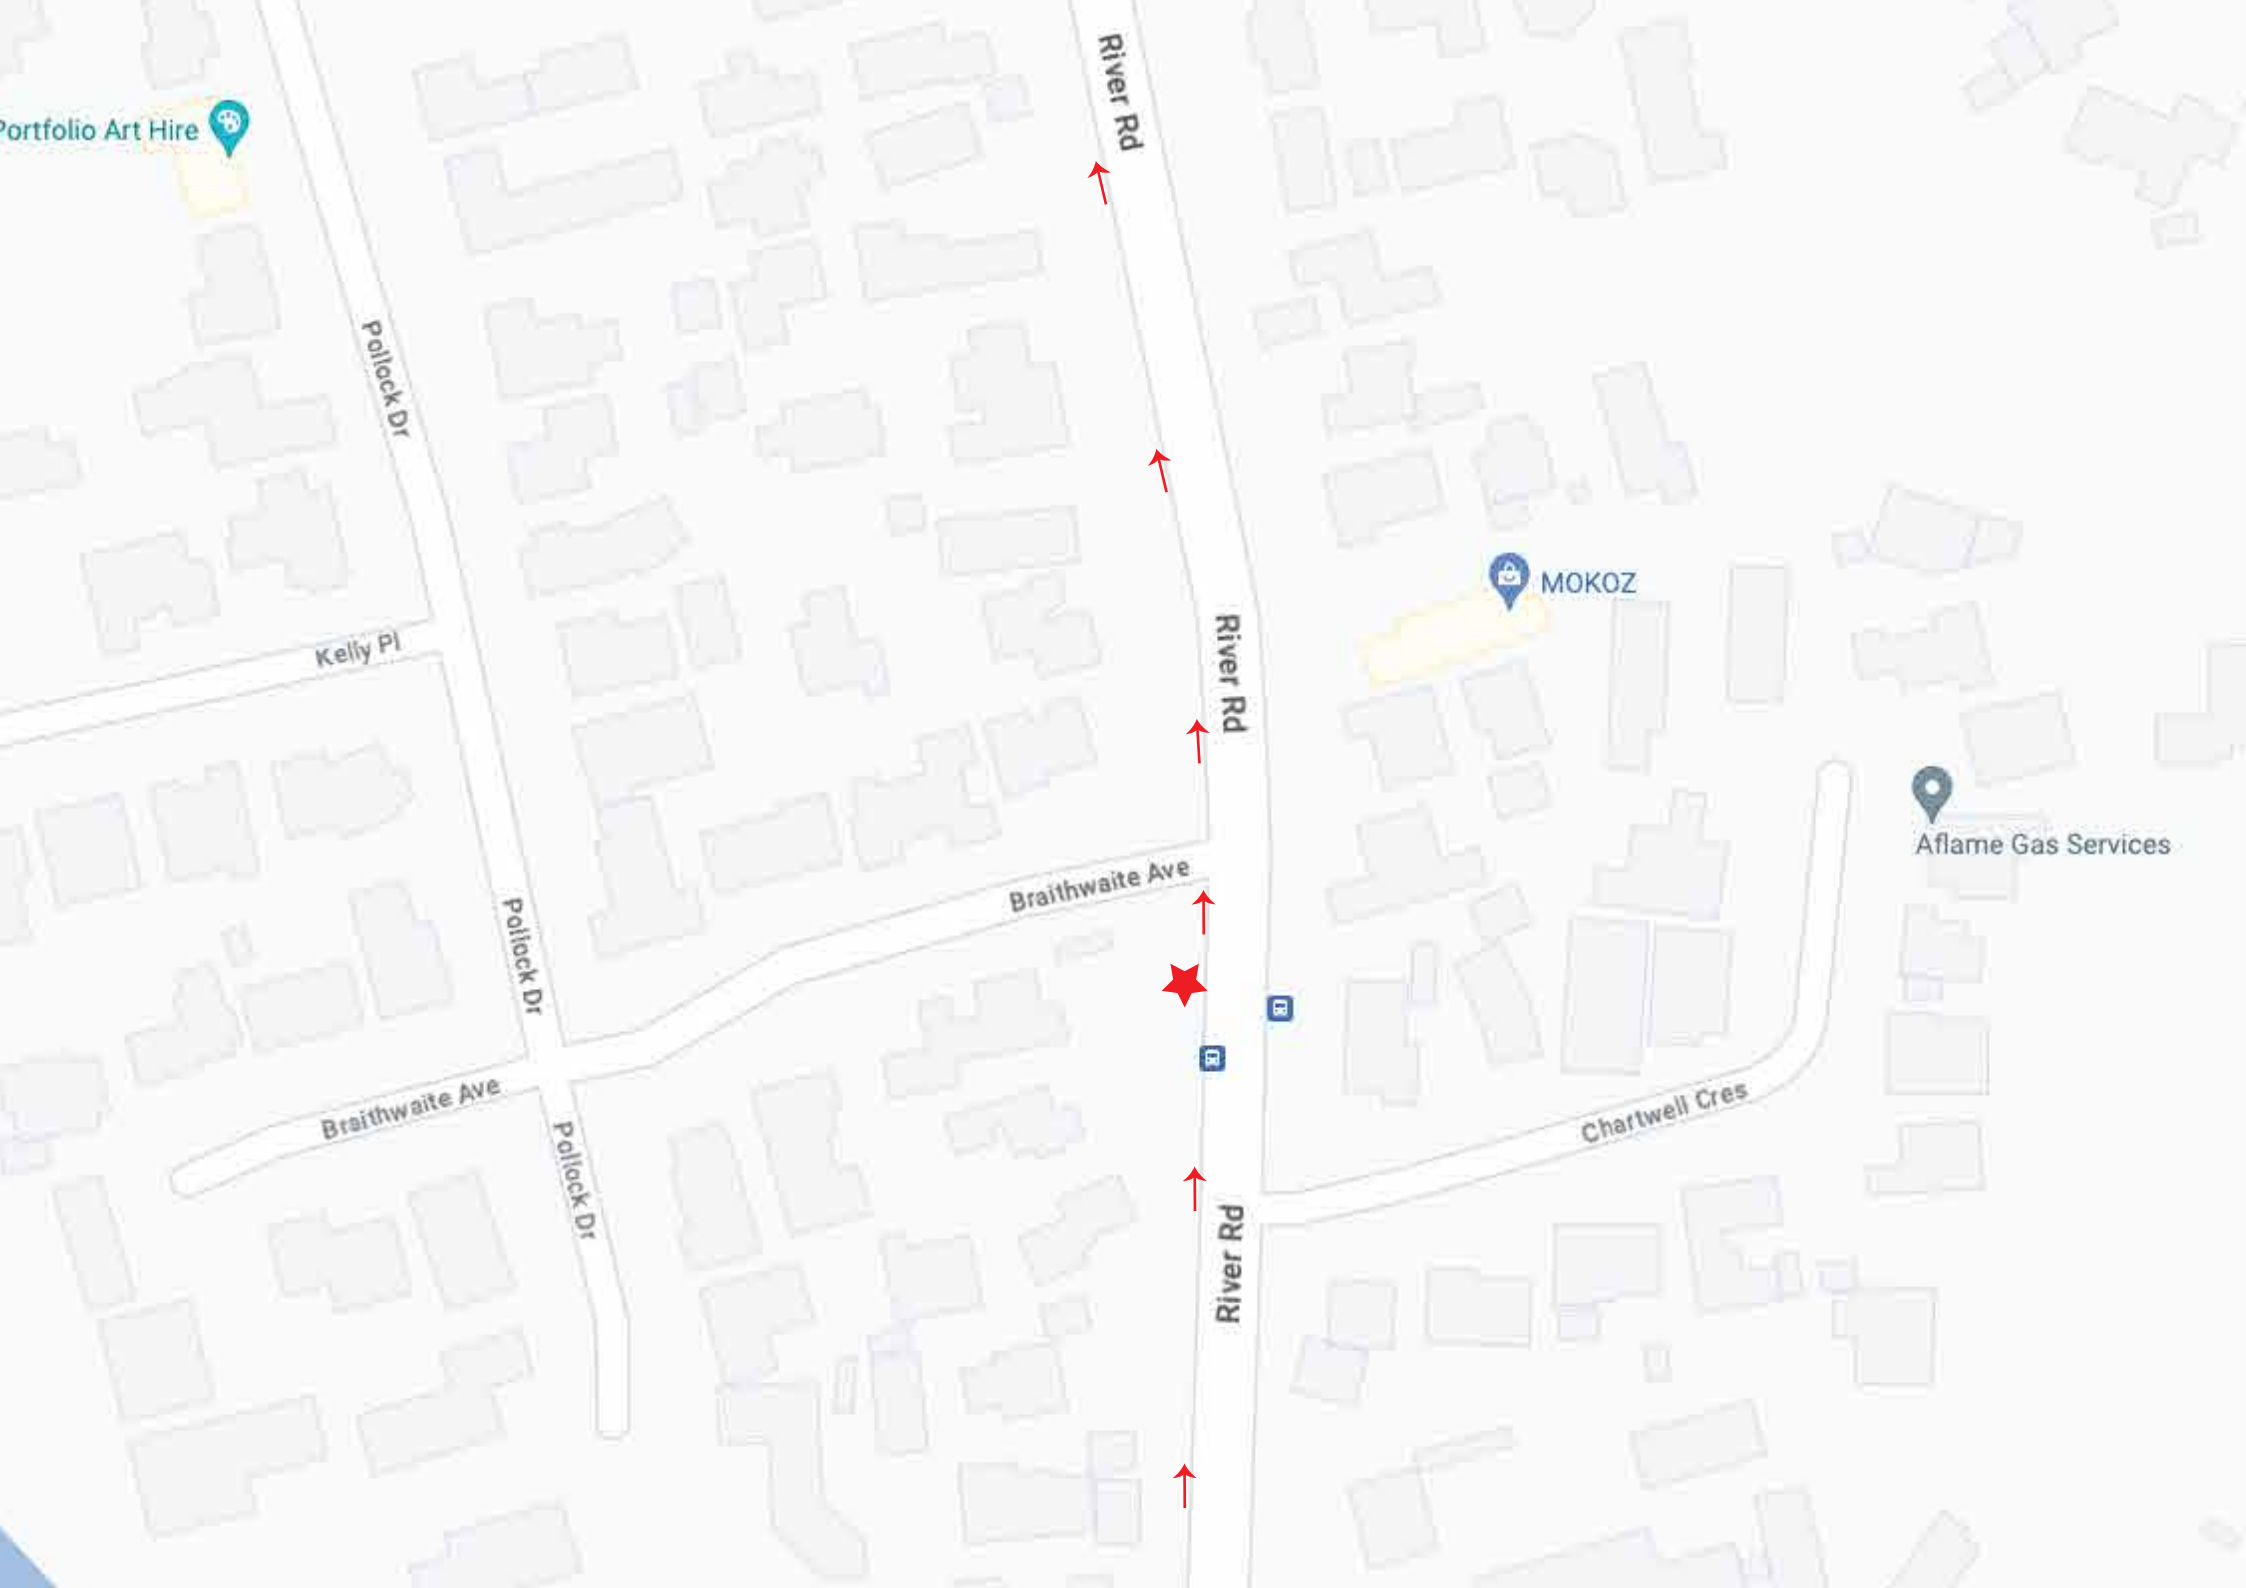 River Rd
Portfolio Art Hire
Pollock Dr
MOKOZ
Kelly Pl
River Rd
Aflame Gas Services
Braithwaite Ave
Pollock Dr
Braithwaite Ave
Chartwell Cres
Pollock Dr
River Rd